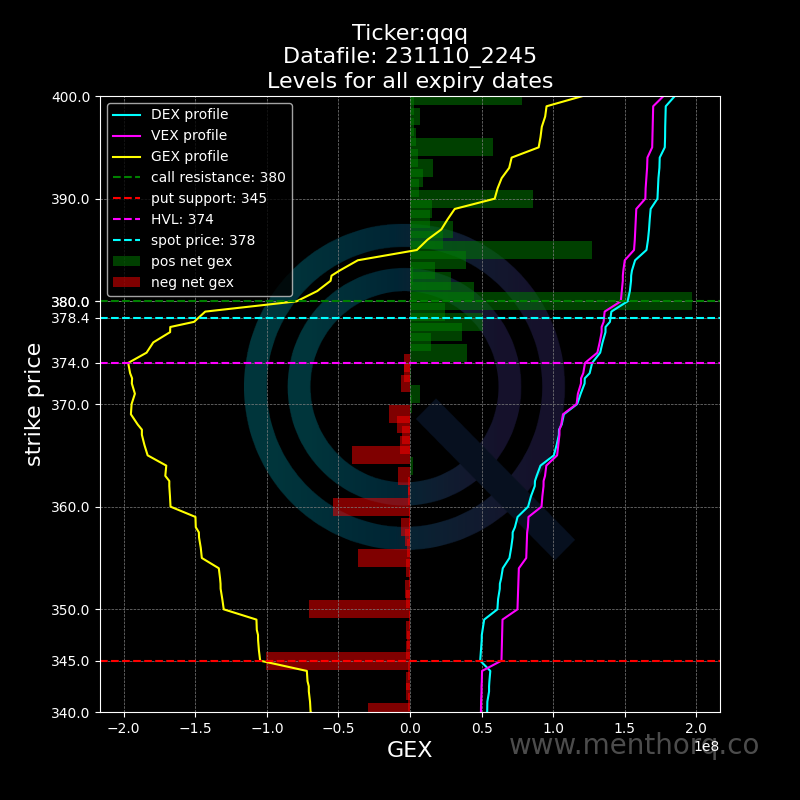 Ticker:qqq
Datafile: 231110_2245
Levels for all expiry dates
DEX profile
VEX profile
GEX profile
call resistance: 380
put support: 345
HVL: 374
spot price: 378
pos net gex
neg net gex
400.0
390.0
380.0
378.4
374.0
370.0
360.0
350.0
345.0
340.0
strike price
−2.0 −1.5 −1.0 −0.5 0.0 0.5 1.0 1.5 2.0
1e8
GEX
www.menthorq.co